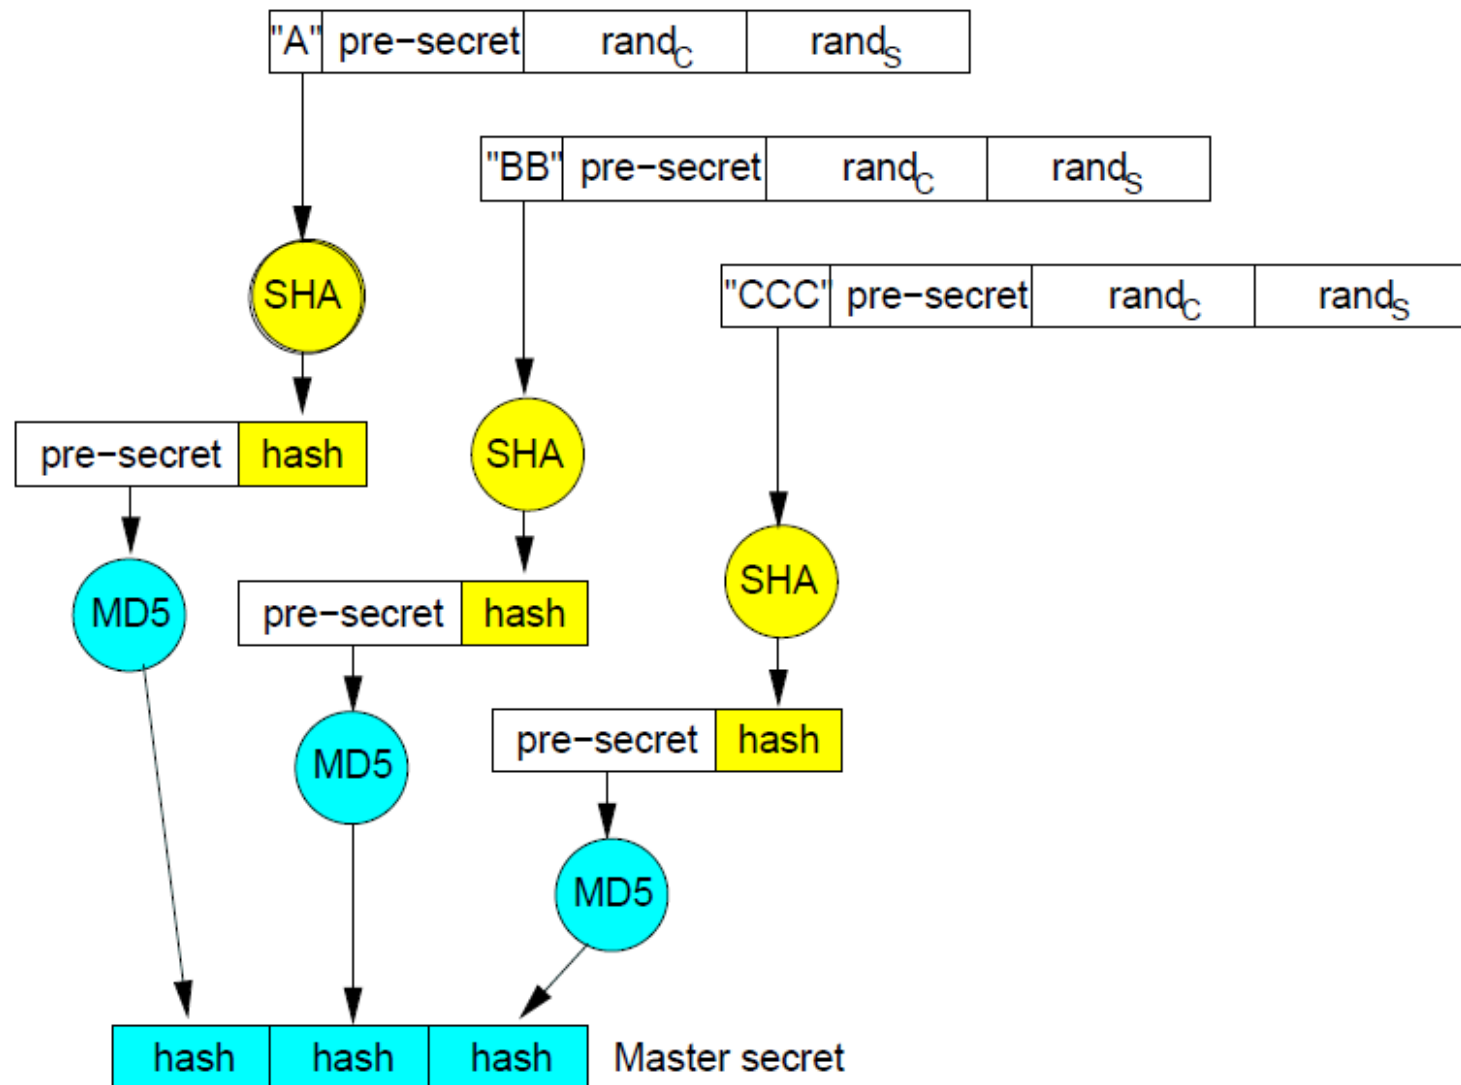 "A" pre-secret randC randS
"BB" pre-secret randC randS
"CCC" pre-secret randC randS
SHA
pre-secret hash
SHA
SHA
MD5
pre-secret hash
pre-secret hash
MD5
MD5
hash hash hash Master secret